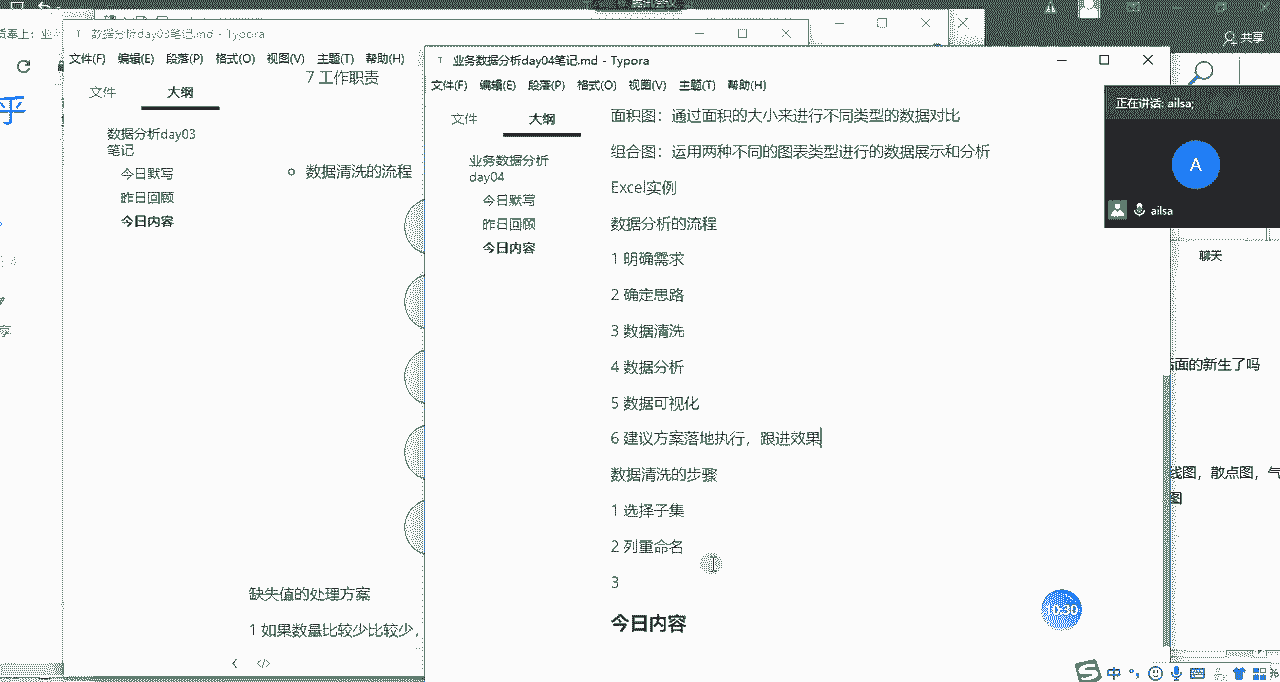 腾讯会议
数据分析day03笔记.md - Typora
共享
文件(F) 编辑(E) 段落(P) 格式(O) 视图(V) 主题(T) 帮助(H)
7 工作职责
文件 大纲
数据分析day03
笔记
今日默写
昨日回顾
今日内容
数据清洗的流程
缺失值的处理方案
1 如果数量比较少比较少，
业务数据分析day04笔记.md - Typora
文件(F) 编辑(E) 段落(P) 格式(O) 视图(V) 主题(T) 帮助(H)
文件 大纲
业务数据分析
day04
今日默写
昨日回顾
今日内容
面积图：通过面积的大小来进行不同类型的数据对比
组合图：运用两种不同的图表类型进行的数据展示和分析
Excel实例
数据分析的流程
1 明确需求
2 确定思路
3 数据清洗
4 数据分析
5 数据可视化
6 建议方案落地执行，跟进效果
数据清洗的步骤
1 选择子集
2 列重命名
3
今日内容
正在讲话: ailsa;
A
ailsa
聊天
后面的新生了吗
线图，散点图，气
图
10:30
中